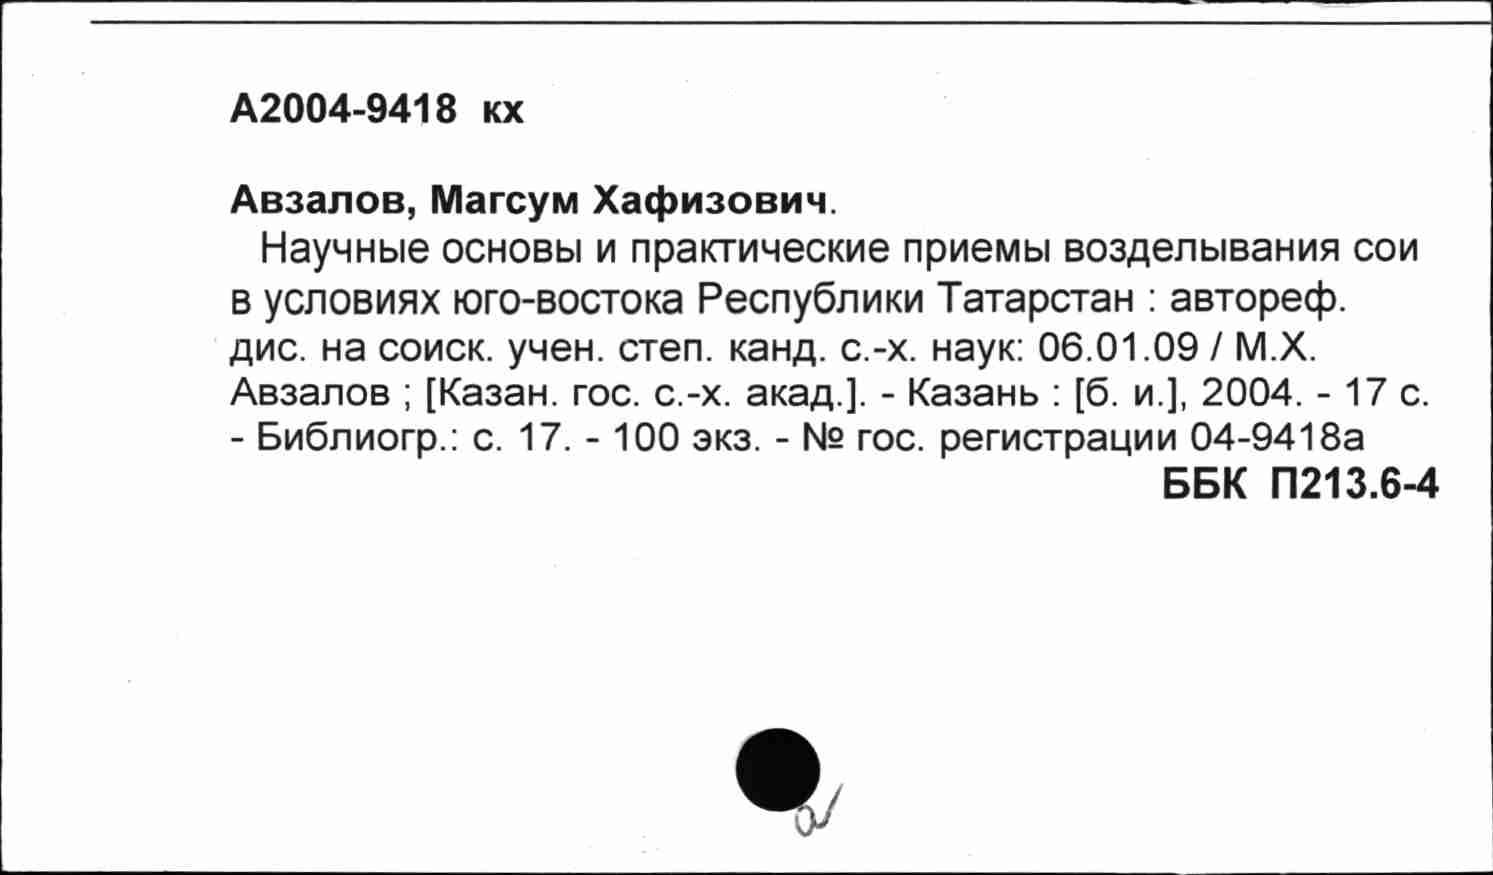 А2004-9418 кх
Авзалов, Магсум Хафизович.
Научные основы и практические приемы возделывания сои
в условиях юго-востока Республики Татарстан : автореф.
дис. на соиск. учен. степ. канд. с.-х. наук: 06.01.09 / М.Х.
Авзалов ; [Казан. гос. с.-х. акад.]. - Казань : [б. и.], 2004. - 17 с.
- Библиогр.: с. 17. - 100 экз. - № гос. регистрации 04-9418а
ББК П213.6-4